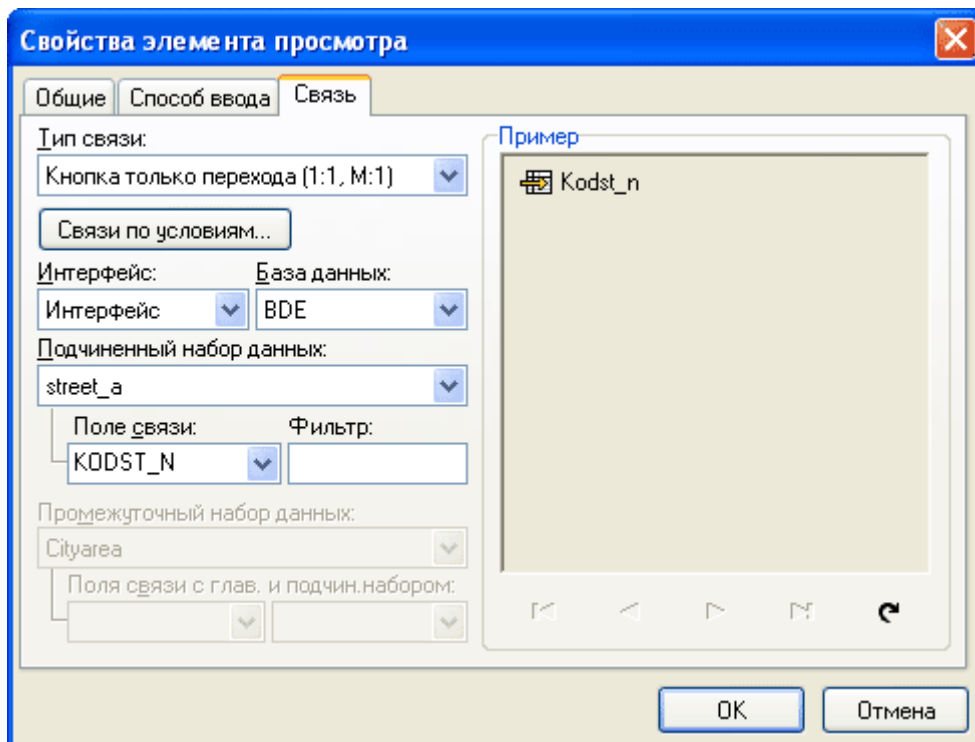 Свойства элемента просмотра
Общие Способ ввода Связь
Тип связи:
Кнопка только перехода (1:1, M:1)
Связи по условиям...
Интерфейс: База данных:
Интерфейс BDE
Подчиненный набор данных:
street_a
Поле связи: Фильтр:
KODST_N
Промежуточный набор данных:
Cityarea
Поля связи с глав. и подчин.набором:
Пример
Kodst_n
OK Отмена